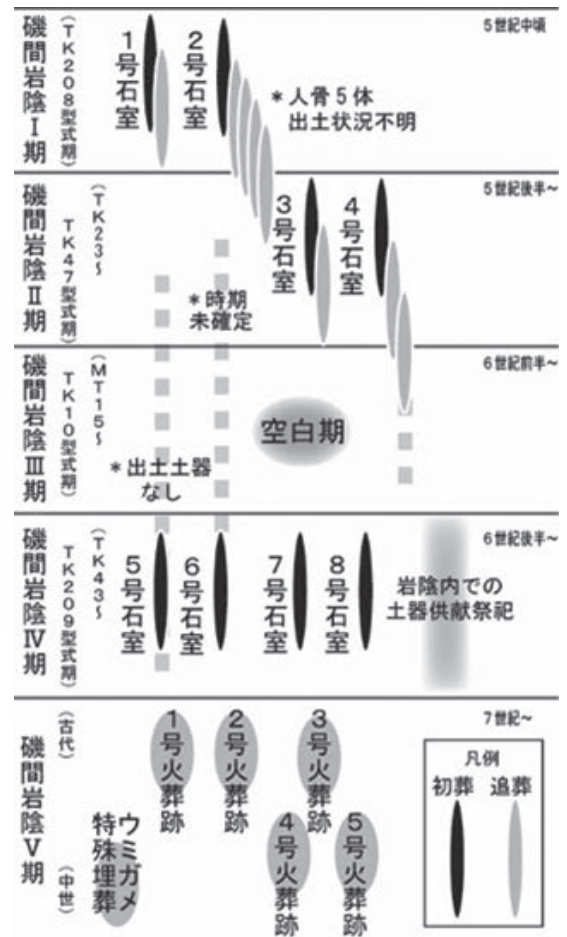 磯間岩陰Ⅰ期
(TK208型式期)
1号石室
2号石室
*人骨5体
出土状況不明
5世紀中頃
磯間岩陰Ⅱ期
(TK23~
TK47型式期)
*時期
未確定
3号石室
4号石室
5世紀後半~
磯間岩陰Ⅲ期
(MT15~
TK10型式期)
*出土土器
なし
空白期
6世紀前半~
磯間岩陰Ⅳ期
(TK43~
TK209型式期)
5号石室
6号石室
7号石室
8号石室
岩陰内での
土器供献祭祀
6世紀後半~
磯間岩陰Ⅴ期
(古代)
(中世)
1号火葬跡
2号火葬跡
3号火葬跡
ウミガメ
特殊埋葬
4号火葬跡
5号火葬跡
7世紀~
凡例
初葬
追葬